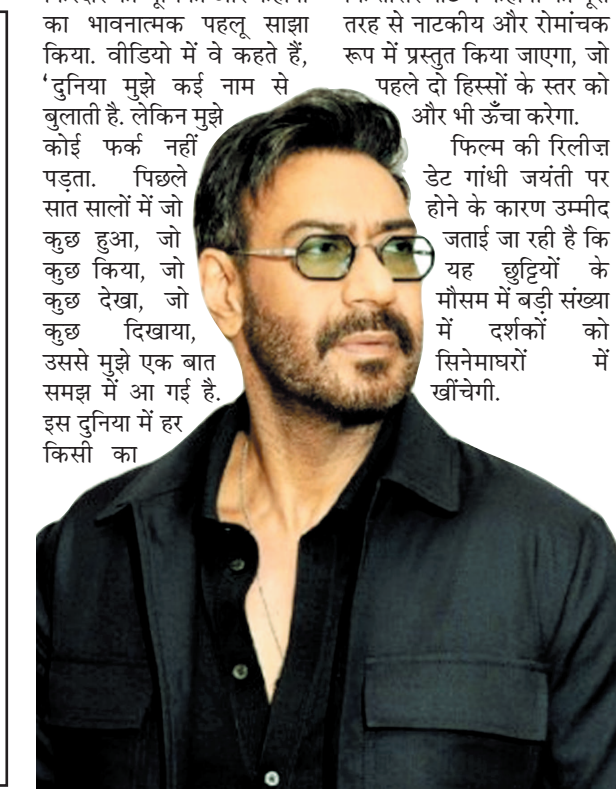 का भावनात्मक पहलू साझा
किया. वीडियो में वे कहते हैं,
‘दुनिया मुझे कई नाम से
बुलाती है. लेकिन मुझे
कोई फर्क नहीं
पड़ता. पिछले
सात सालों में जो
कुछ हुआ, जो
कुछ किया, जो
कुछ देखा, जो
कुछ दिखाया,
उससे मुझे एक बात
समझ में आ गई है.
इस दुनिया में हर
किसी का
तरह से नाटकीय और रोमांचक
रूप में प्रस्तुत किया जाएगा, जो
पहले दो हिस्सों के स्तर को
और भी ऊँचा करेगा.
फिल्म की रिलीज़
डेट गांधी जयंती पर
होने के कारण उम्मीद
जताई जा रही है कि
यह छुट्टियों के
मौसम में बड़ी संख्या
में दर्शकों को
सिनेमाघरों में
खींचेगी.